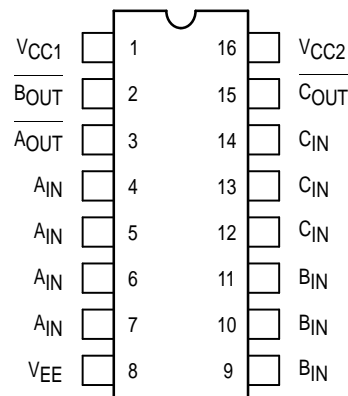 VCC1 1 16 VCC2
BOUT 2 15 COUT
AOUT 3 14 CIN
AIN 4 13 CIN
AIN 5 12 CIN
AIN 6 11 BIN
AIN 7 10 BIN
VEE 8 9 BIN